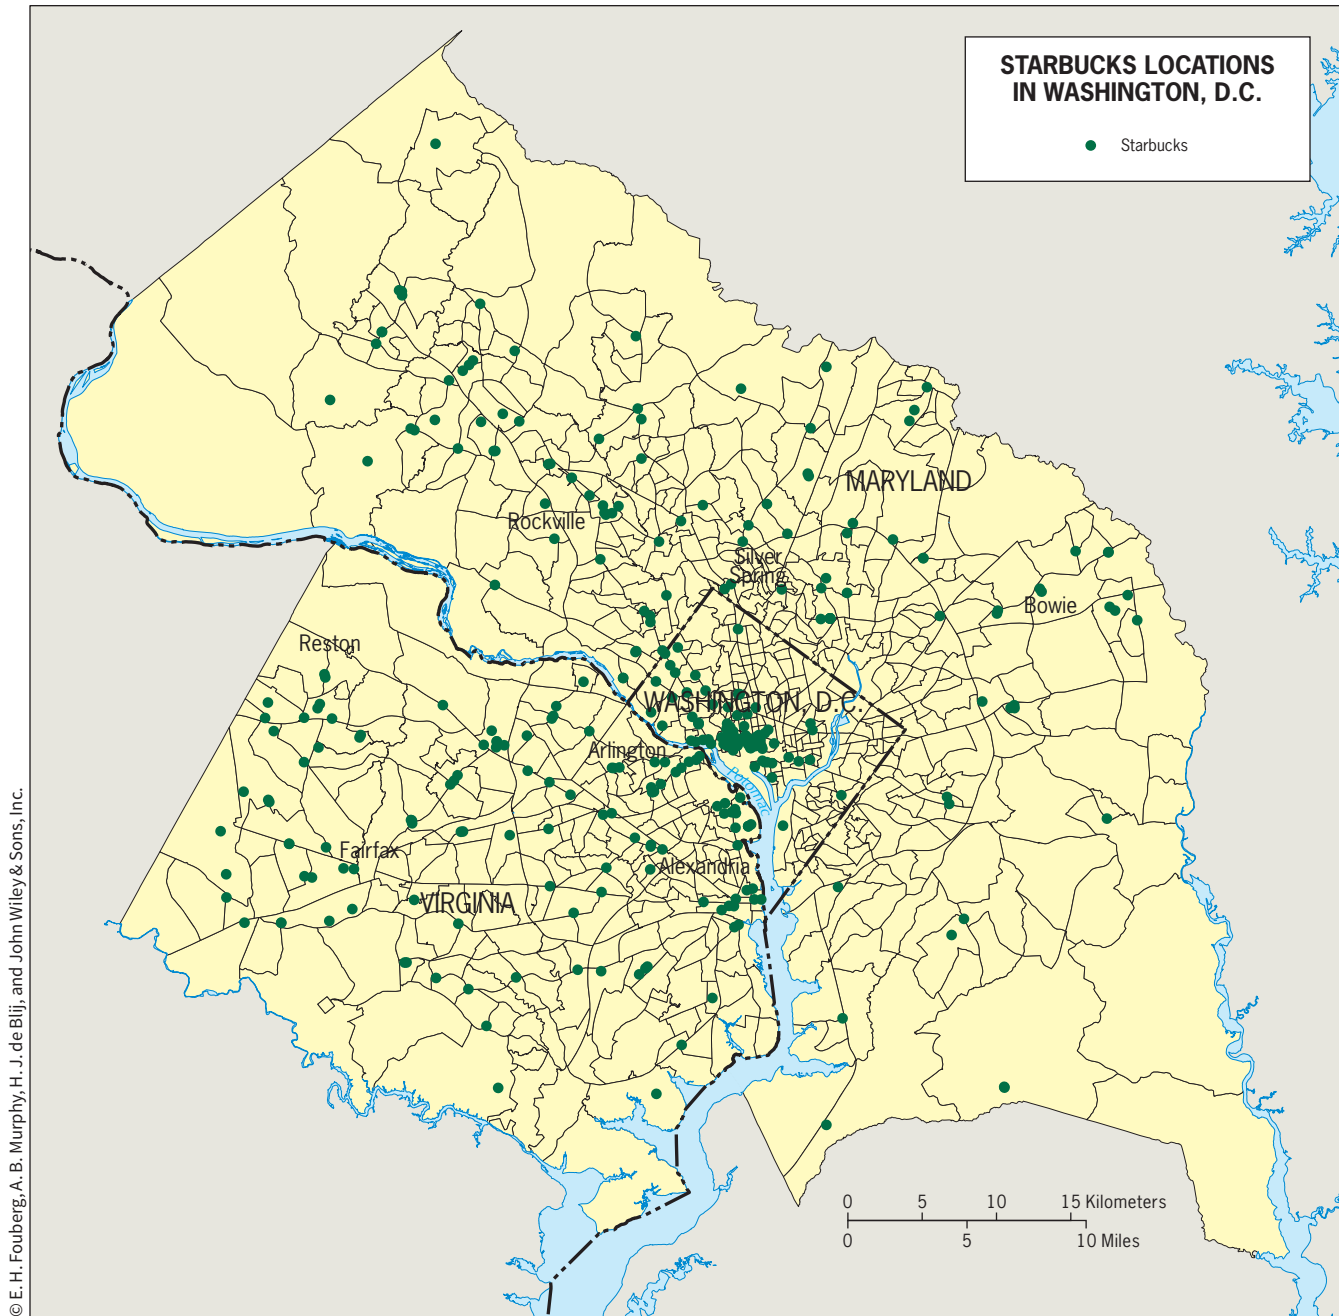 STARBUCKS LOCATIONS
IN WASHINGTON, D.C.
Starbucks
MARYLAND
Rockville
Silver
Spring
Bowie
Reston
WASHINGTON, D.C.
Arlington
Potomac
Fairfax
Alexandria
VIRGINIA
0 5 10 15 Kilometers
0 5 10 Miles
© E. H. Fouberg, A. B. Murphy, H. J. de Blij, and John Wiley & Sons, Inc.